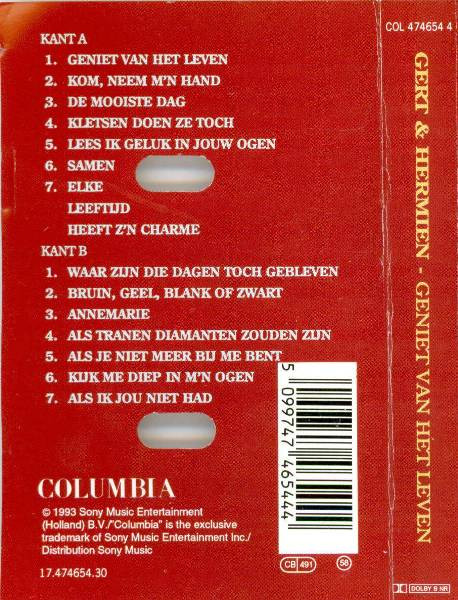 KANT A
1. GENIET VAN HET LEVEN
2. KOM, NEEM M'N HAND
3. DE MOOISTE DAG
4. KLETSEN DOEN ZE TOCH
5. LEES IK GELUK IN JOUW OGEN
6. SAMEN
7. ELKE
LEEFTIJD
HEEFT Z'N CHARME
KANT B
1. WAAR ZIJN DIE DAGEN TOCH GEBLEVEN
2. BRUIN, GEEL, BLANK OF ZWART
3. ANNEMARIE
4. ALS TRANEN DIAMANTEN ZOUDEN ZIJN
5. ALS JE NIET MEER BIJ ME BENT
6. KIJK ME DIEP IN M'N OGEN
7. ALS IK JOU NIET HAD
COLUMBIA
© 1993 Sony Music Entertainment
(Holland) B.V./"Columbia" is the exclusive
trademark of Sony Music Entertainment Inc./
Distribution Sony Music
17.474654.30
5 099747 465444
CB 491
58
COL 474654 4
GERT & HERMIEN - GENIET VAN HET LEVEN
DOLBY B NR